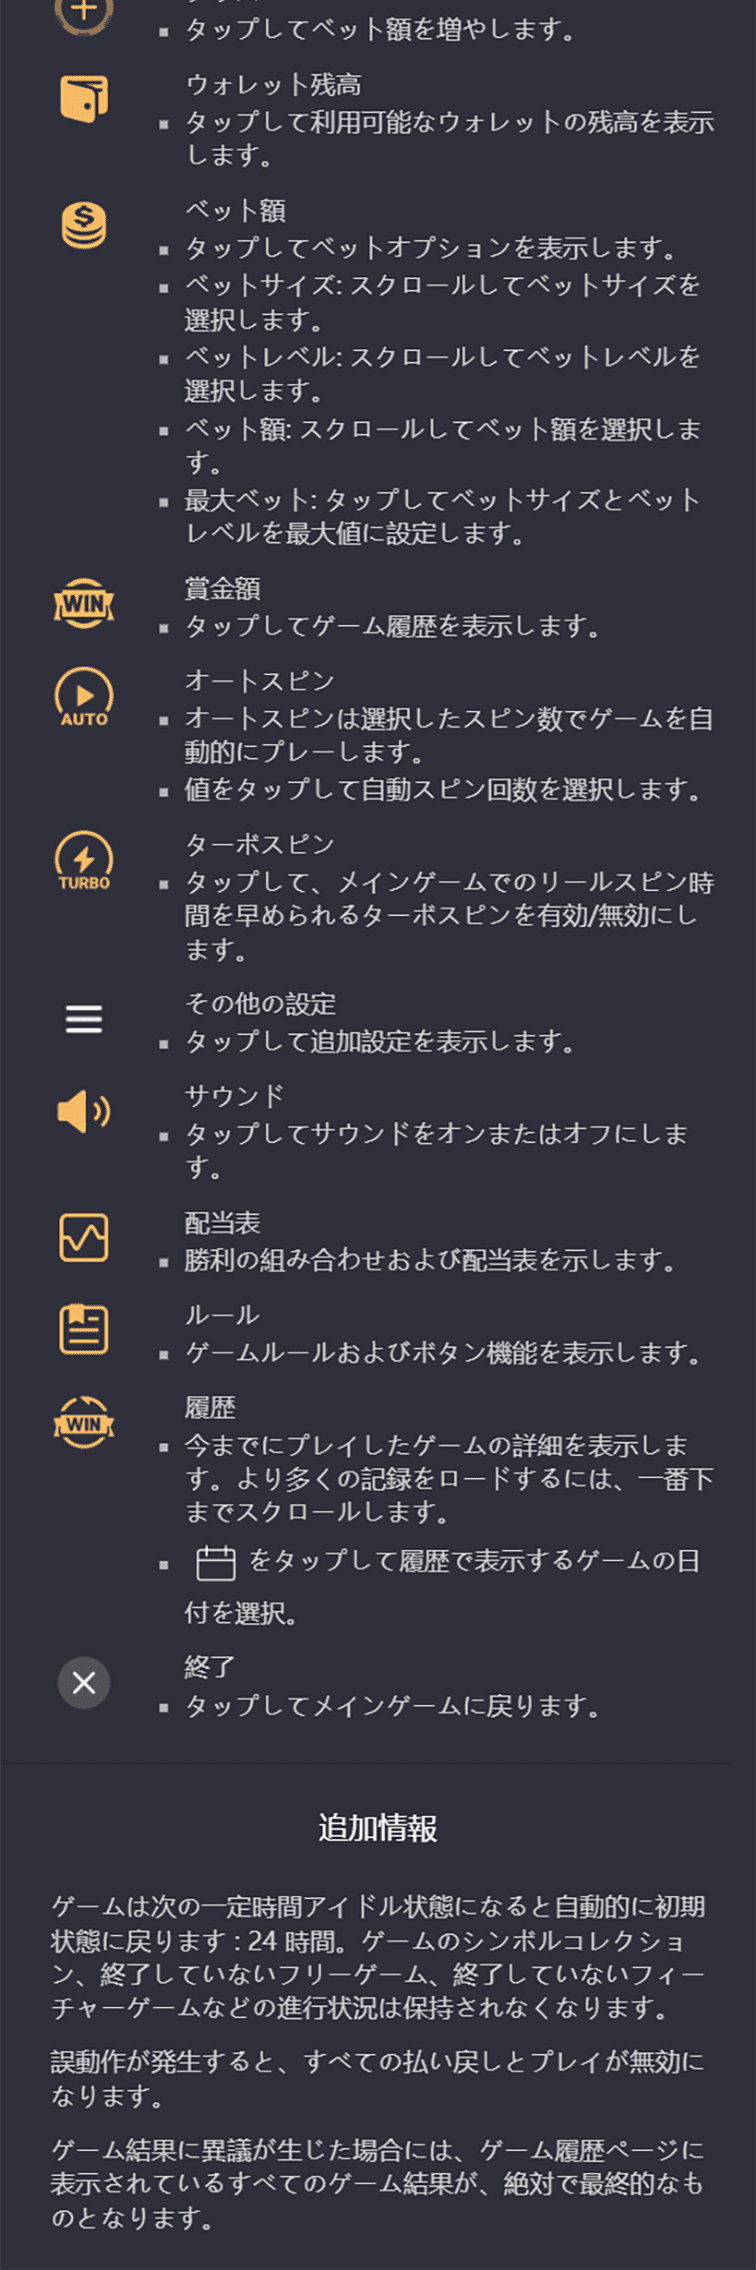 タップしてベット額を増やします。
ウォレット残高
タップして利用可能なウォレットの残高を表示
します。
ベット額
タップしてベットオプションを表示します。
ベットサイズ: スクロールしてベットサイズを
選択します。
ベットレベル: スクロールしてベットレベルを
選択します。
ベット額: スクロールしてベット額を選択しま
す。
最大ベット: タップしてベットサイズとベット
レベルを最大値に設定します。
WIN
賞金額
タップしてゲーム履歴を表示します。
AUTO
オートスピン
オートスピンは選択したスピン数でゲームを自
動的にプレーします。
値をタップして自動スピン回数を選択します。
TURBO
ターボスピン
タップして、メインゲームでのリールスピン時
間を早められるターボスピンを有効/無効にし
ます。
その他の設定
タップして追加設定を表示します。
サウンド
タップしてサウンドをオンまたはオフにしま
す。
配当表
勝利の組み合わせおよび配当表を示します。
ルール
ゲームルールおよびボタン機能を表示します。
WIN
履歴
今までにプレイしたゲームの詳細を表示しま
す。より多くの記録をロードするには、一番下
までスクロールします。
をタップして履歴で表示するゲームの日
付を選択。
終了
タップしてメインゲームに戻ります。
追加情報
ゲームは次の一定時間アイドル状態になると自動的に初期
状態に戻ります : 24 時間。ゲームのシンボルコレクショ
ン、終了していないフリーゲーム、終了していないフィー
チャーゲームなどの進行状況は保持されなくなります。
誤動作が発生すると、すべての払い戻しとプレイが無効に
なります。
ゲーム結果に異議が生じた場合には、ゲーム履歴ページに
表示されているすべてのゲーム結果が、絶対で最終的なも
のとなります。